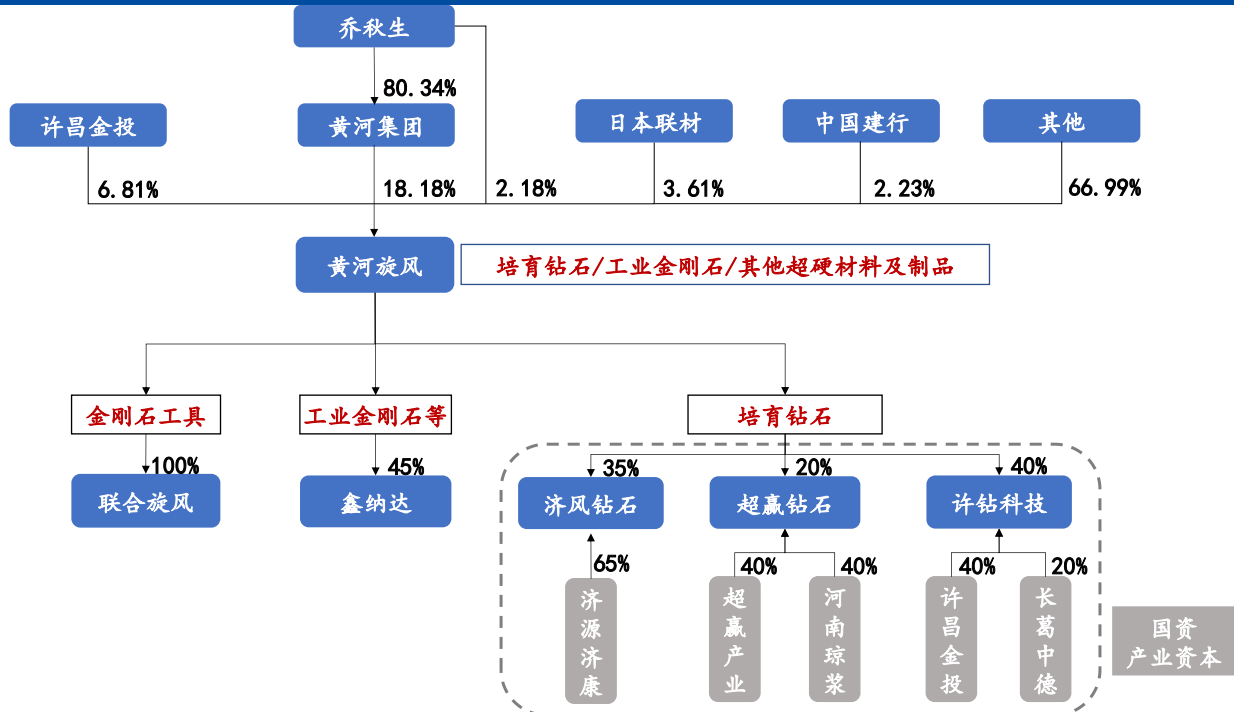 乔秋生
80.34%
许昌金投
黄河集团
日本联材
中国建行
其他
6.81%
18.18%
2.18%
3.61%
2.23%
66.99%
黄河旋风
培育钻石/工业金刚石/其他超硬材料及制品
金刚石工具
工业金刚石等
培育钻石
100%
45%
35%
20%
40%
联合旋风
鑫纳达
济风钻石
超赢钻石
许钻科技
65%
40%
40%
40%
20%
济源济康
超赢产业
河南琼浆
许昌金投
长葛中德
国资
产业资本